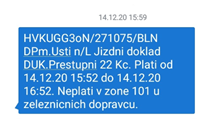 14.12.20 15:59
HVKUGG3oN/271075/BLN
DPm.Usti n/L Jizdni doklad
DUK.Prestupni 22 Kc. Plati od
14.12.20 15:52 do 14.12.20
16:52. Neplati v zone 101 u
zeleznicnich dopravcu.